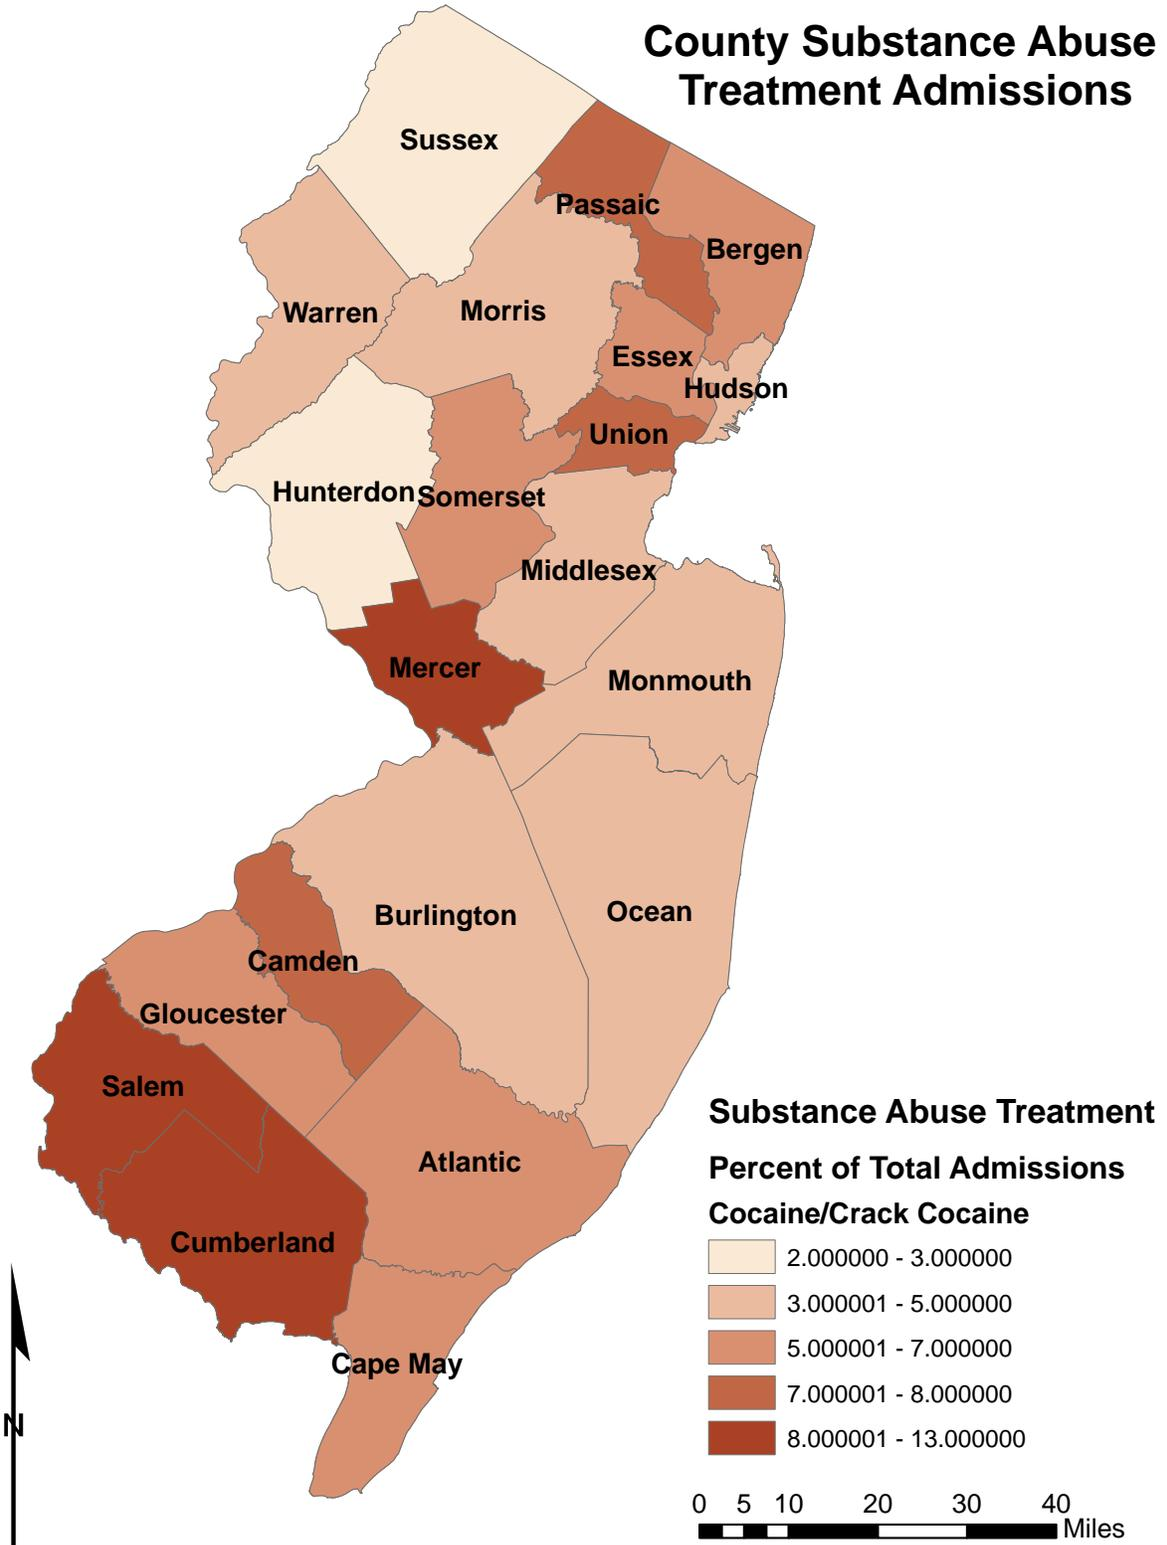 County Substance Abuse
Treatment Admissions
Sussex
Passaic
Bergen
Warren
Morris
Essex
Hudson
Union
Hunterdon
Somerset
Middlesex
Mercer
Monmouth
Burlington
Ocean
Camden
Gloucester
Salem
Atlantic
Cumberland
Cape May
Substance Abuse Treatment
Percent of Total Admissions
Cocaine/Crack Cocaine
2.000000 - 3.000000
3.000001 - 5.000000
5.000001 - 7.000000
7.000001 - 8.000000
8.000001 - 13.000000
N
0 5 10 20 30 40
Miles